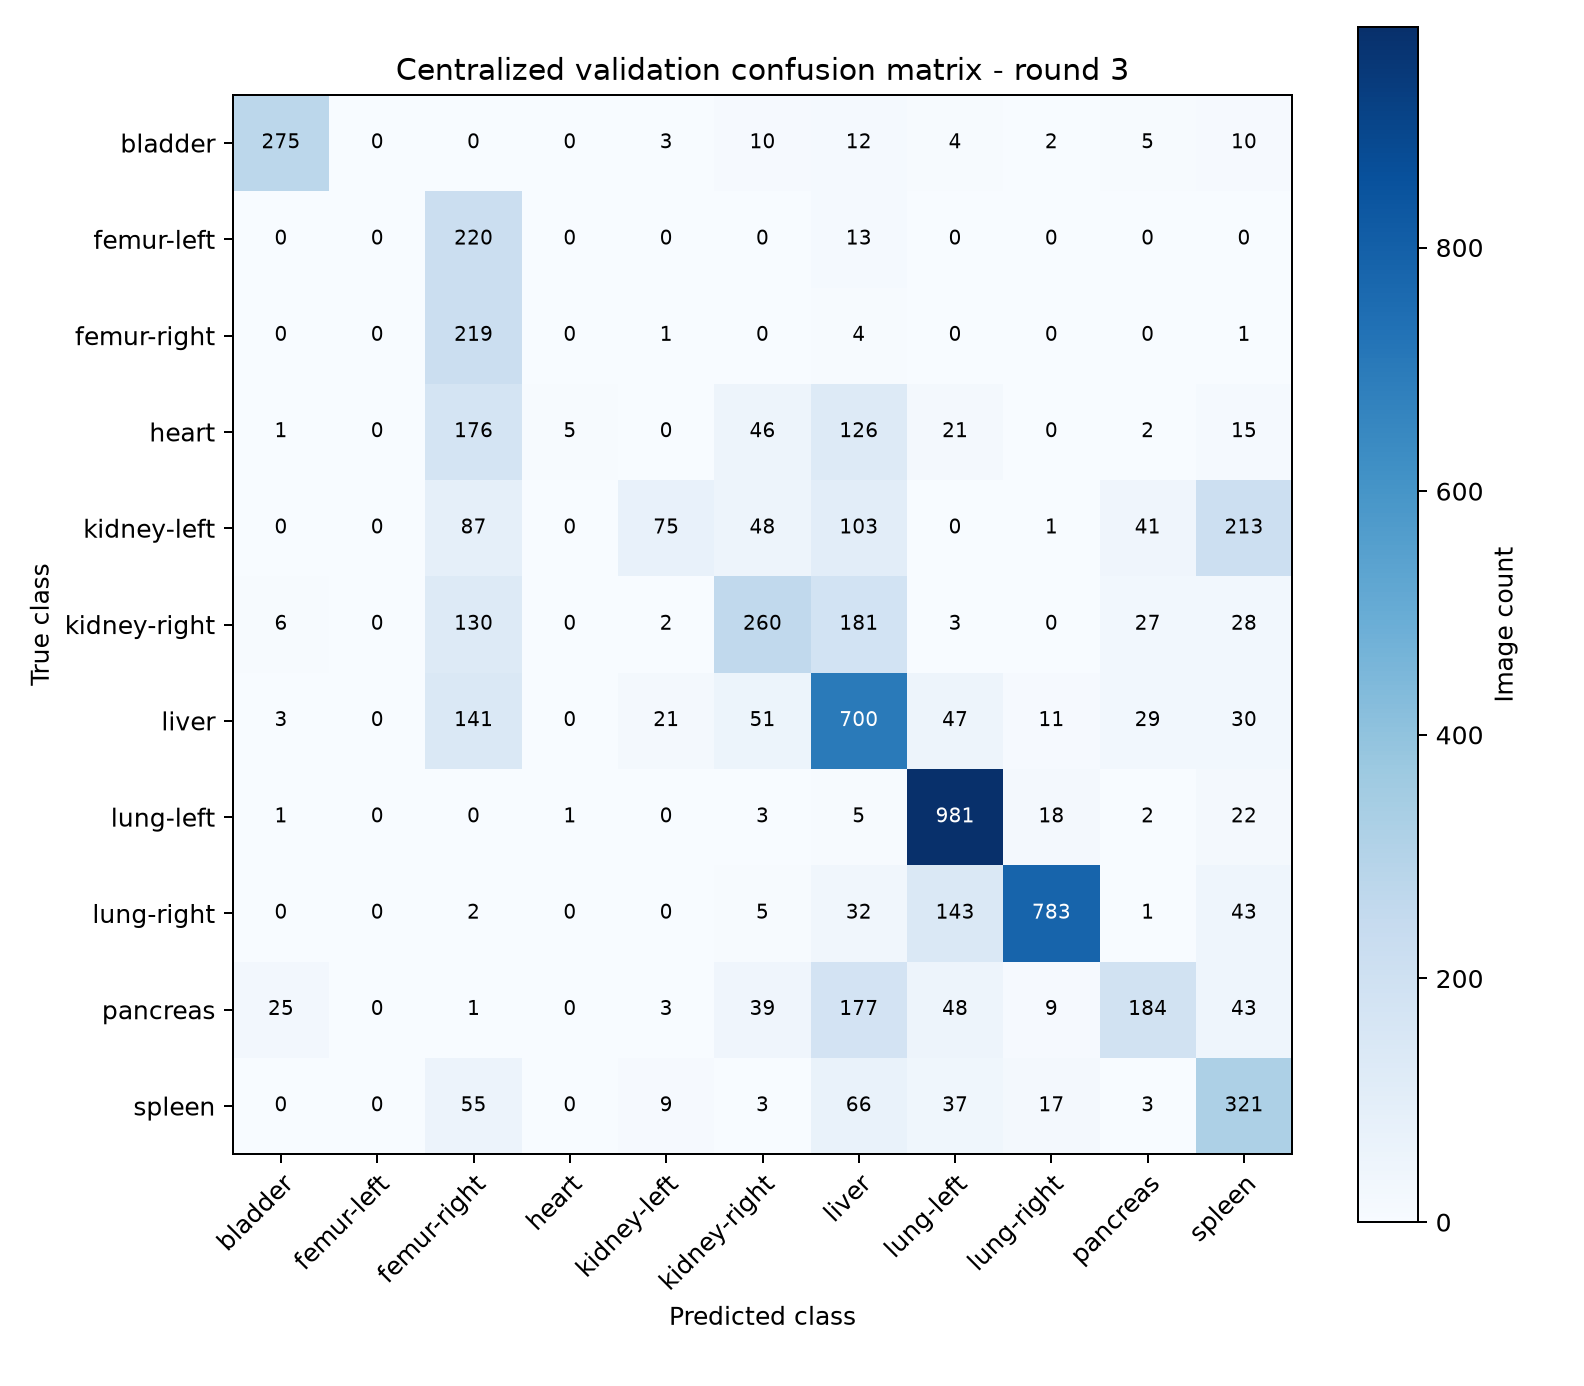 Centralized validation confusion matrix - round 3
bladder 275 0 0 0 3 10 12 4 2 5 10
femur-left 0 0 220 0 0 0 13 0 0 0 0
femur-right 0 0 219 0 1 0 4 0 0 0 1
heart 1 0 176 5 0 46 126 21 0 2 15
kidney-left 0 0 87 0 75 48 103 0 1 41 213
kidney-right 6 0 130 0 2 260 181 3 0 27 28
liver 3 0 141 0 21 51 700 47 11 29 30
lung-left 1 0 0 1 0 3 5 981 18 2 22
lung-right 0 0 2 0 0 5 32 143 783 1 43
pancreas 25 0 1 0 3 39 177 48 9 184 43
spleen 0 0 55 0 9 3 66 37 17 3 321
True class
bladder femur-left femur-right heart kidney-left kidney-right liver lung-left lung-right pancreas spleen
Predicted class
800
600
400
200
0
Image count